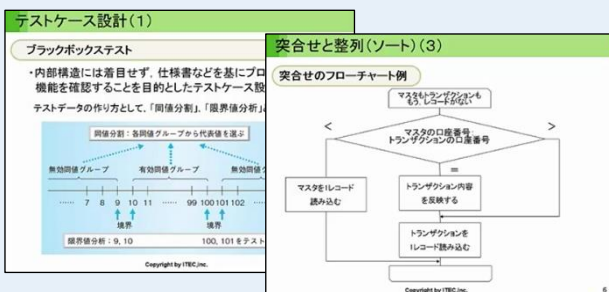 テストケース設計(1)
ブラックボックステスト
・内部構造には着目せず，仕様書などを基にプロ
機能を確認することを目的としたテストケース設
テストデータの作り方として，「同値分割」，「限界値分析」
同値分割：各同値グループから代表値を選ぶ
無効同値グループ
有効同値グループ
無効同値
…… 7 8 9 10 11 …… 99 100 101 102 ……
境界
境界
限界値分析：9，10
100，101をテスト
Copyright by ITEC,inc.
突合せと整列(ソート)(3)
突合せのフローチャート例
マスタもトランザクションも
もう，レコードがない
＜
マスタの口座番号：
トランザクションの口座番号
＞
＝
マスタを1レコード
読み込む
トランザクション内容
を反映する
トランザクションを
1レコード読み込む
Copyright by ITEC,inc.
6